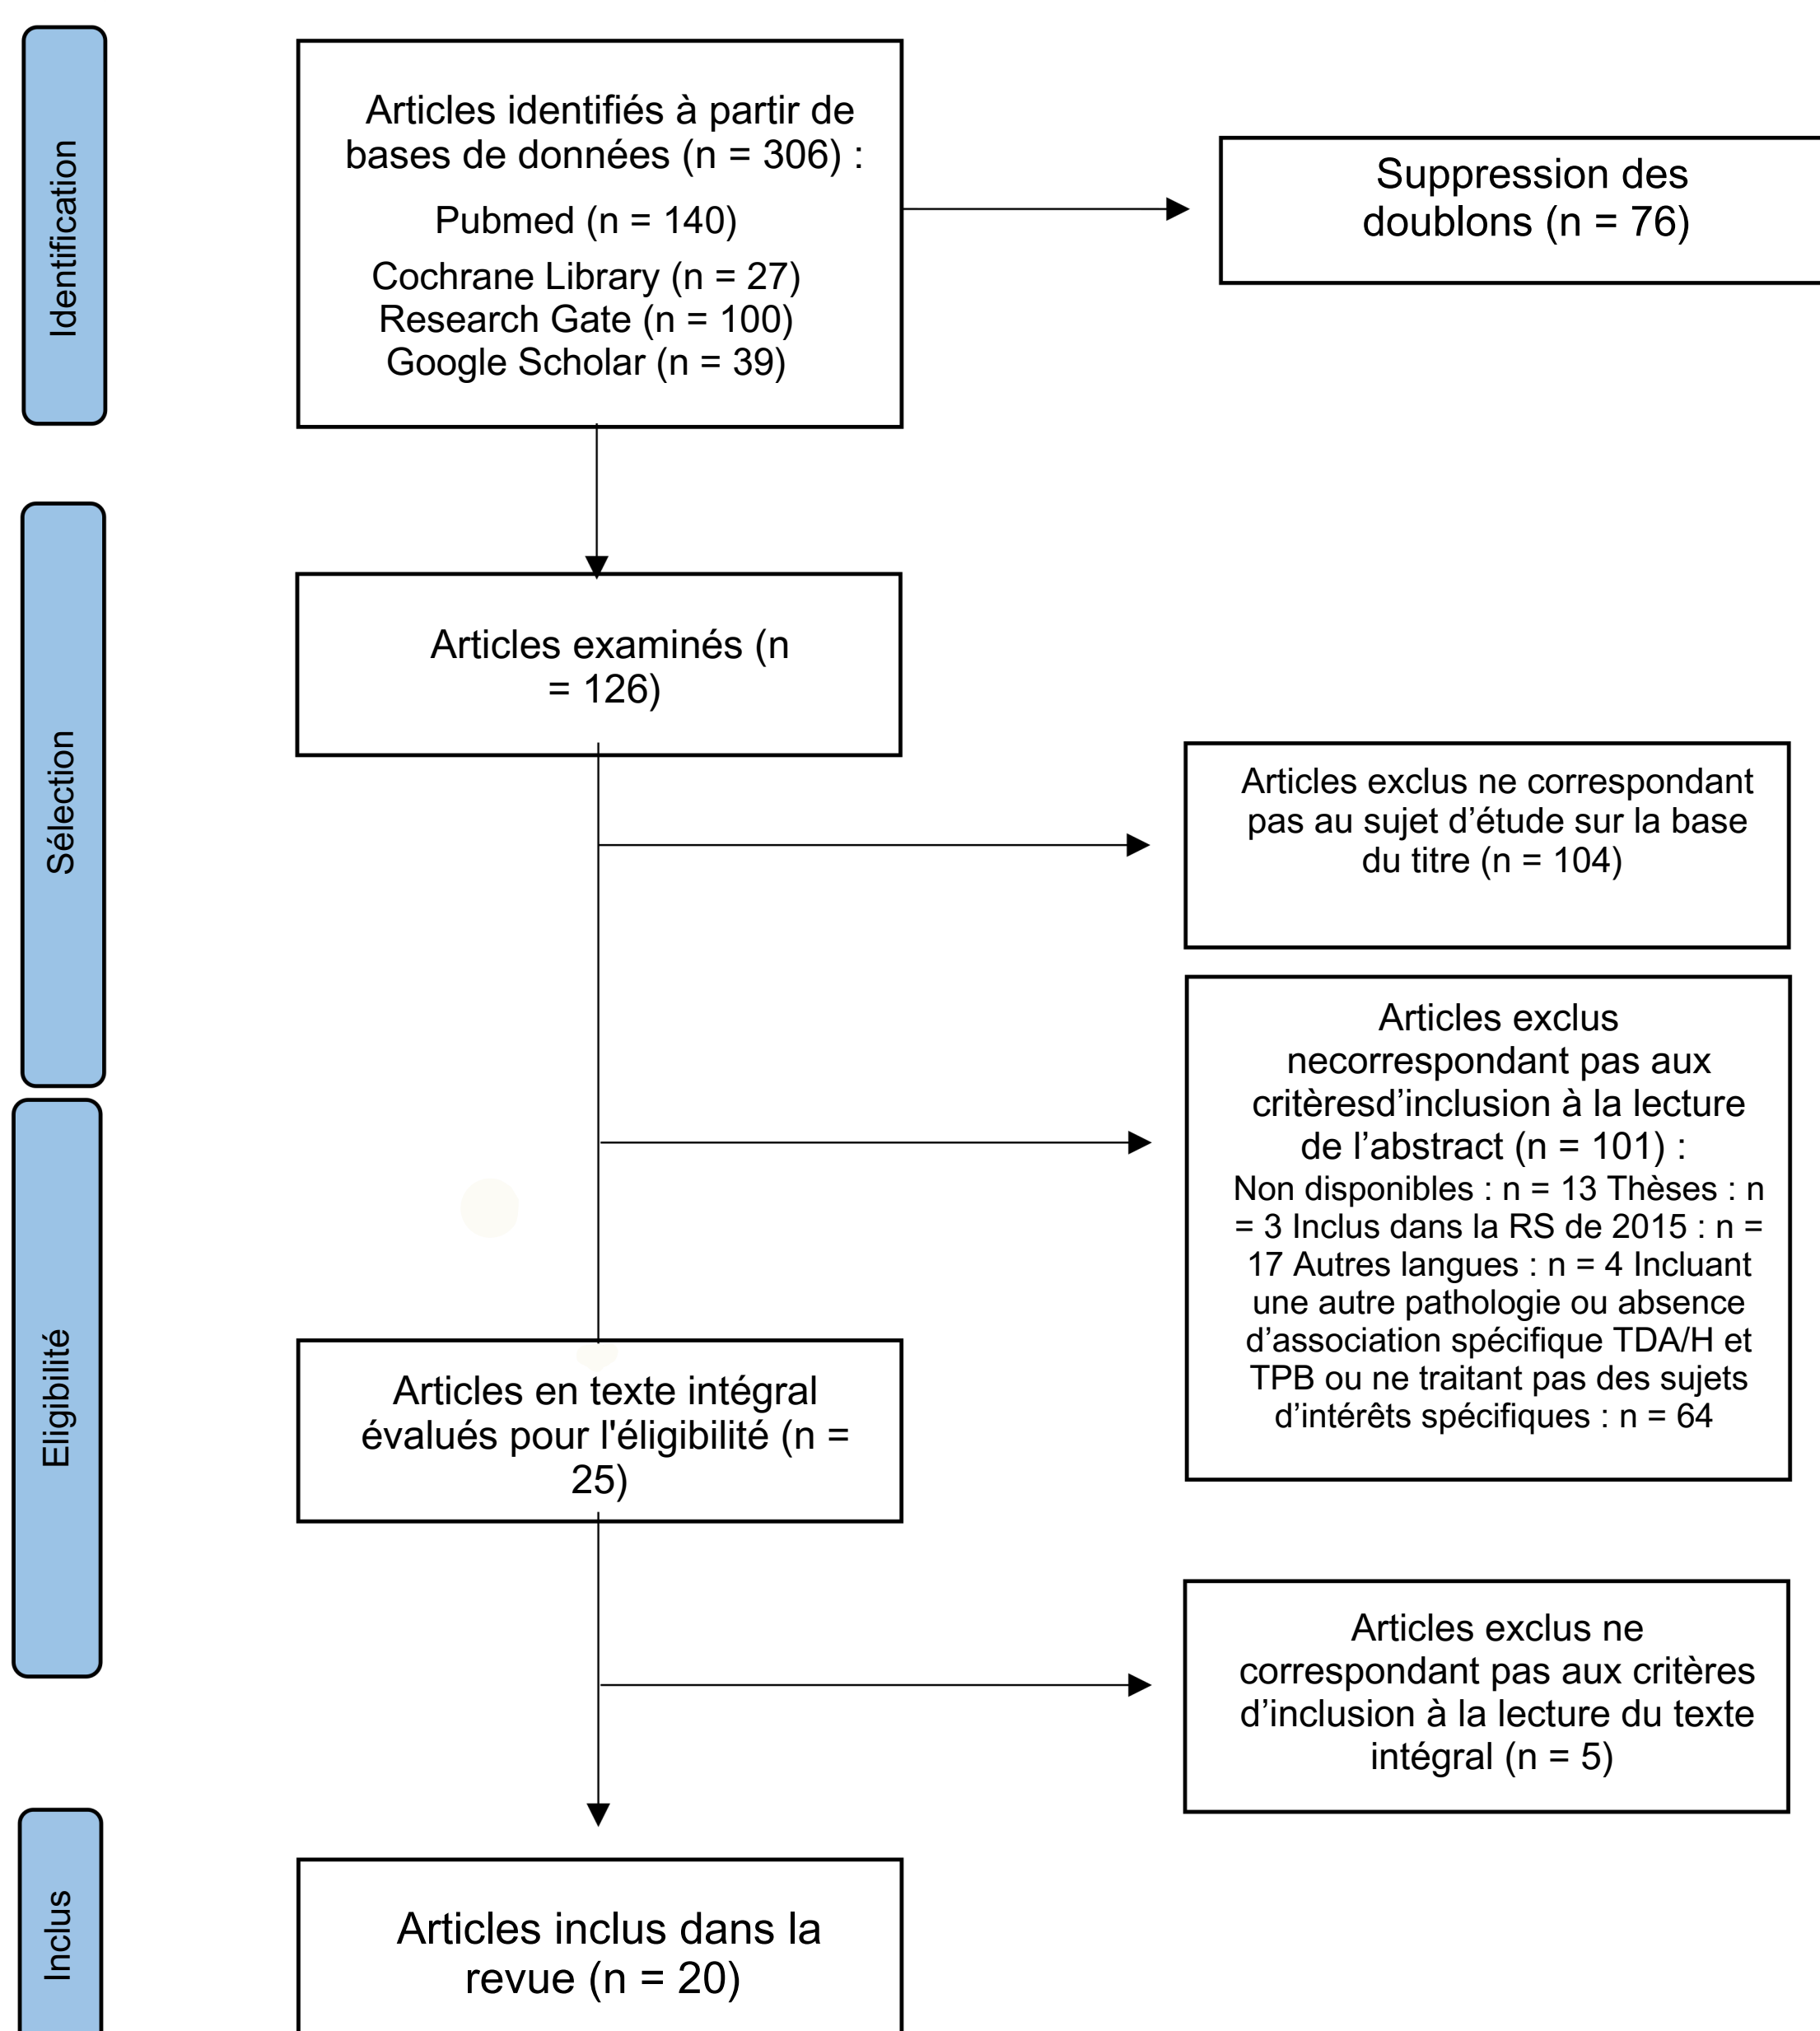 Identification
Articles identifiés à partir de
bases de données (n = 306) :
Pubmed (n = 140)
Cochrane Library (n = 27)
Research Gate (n = 100)
Google Scholar (n = 39)
Suppression des
doublons (n = 76)
Sélection
Articles examinés (n
= 126)
Articles exclus ne correspondant
pas au sujet d’étude sur la base
du titre (n = 104)
Articles exclus
necorrespondant pas aux
critèresd’inclusion à la lecture
de l’abstract (n = 101) :
Non disponibles : n = 13 Thèses : n
= 3 Inclus dans la RS de 2015 : n =
17 Autres langues : n = 4 Incluant
une autre pathologie ou absence
d’association spécifique TDA/H et
TPB ou ne traitant pas des sujets
d’intérêts spécifiques : n = 64
Eligibilité
Articles en texte intégral
évalués pour l'éligibilité (n =
25)
Articles exclus ne
correspondant pas aux critères
d’inclusion à la lecture du texte
intégral (n = 5)
Inclus
Articles inclus dans la
revue (n = 20)